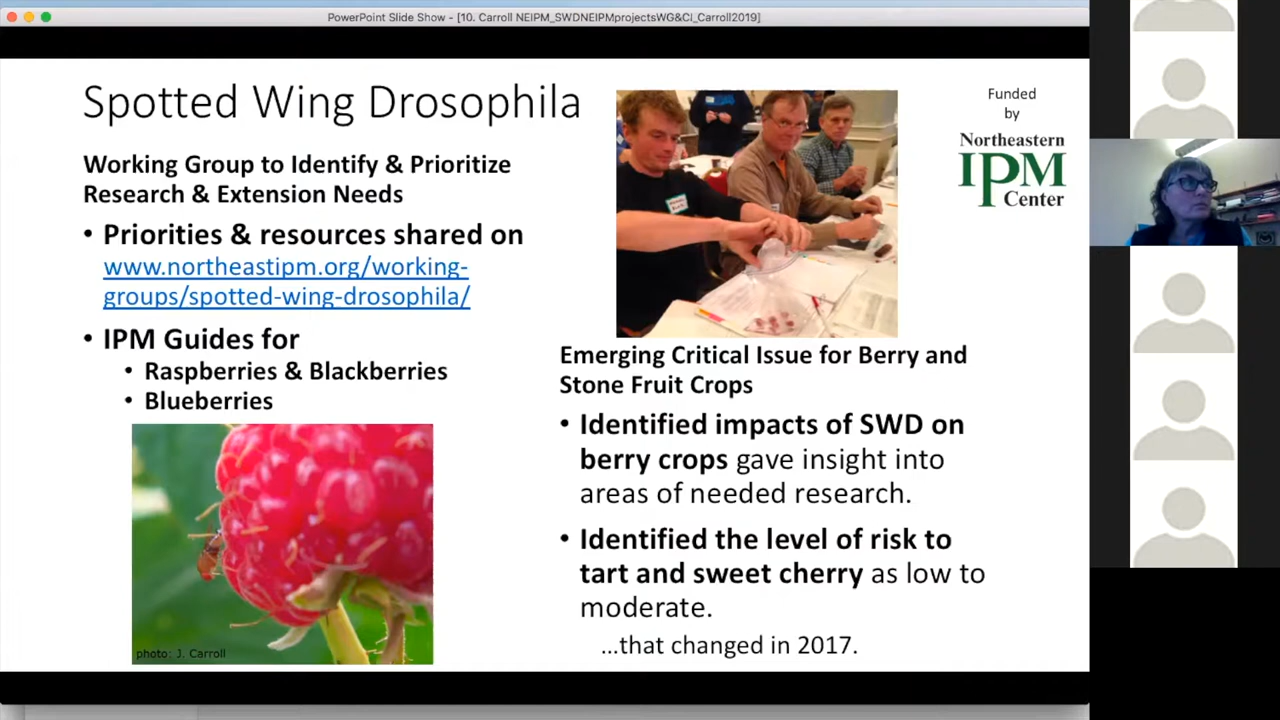 PowerPoint Slide Show - [10. Carroll NEIPM_SWDNEIPMprojectsWG&CI_Carroll2019]
Spotted Wing Drosophila
Working Group to Identify & Prioritize
Research & Extension Needs
• Priorities & resources shared on
www.northeastipm.org/working-
groups/spotted-wing-drosophila/
• IPM Guides for
• Raspberries & Blackberries
• Blueberries
photo: J. Carroll
Funded
by
Northeastern
IPM
Center
Emerging Critical Issue for Berry and
Stone Fruit Crops
• Identified impacts of SWD on
berry crops gave insight into
areas of needed research.
• Identified the level of risk to
tart and sweet cherry as low to
moderate.
...that changed in 2017.